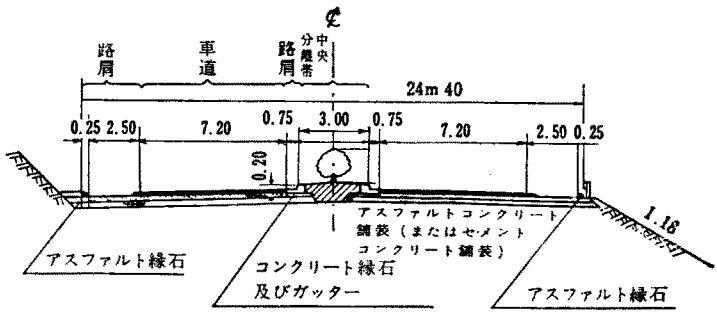 ℄
路肩
車道
路肩
中央
分離帯
24m 40
0.25 2.50 7.20 0.75 3.00 0.75 7.20 2.50 0.25
0.20
アスファルトコンクリート
舗装(またはセメント
コンクリート舗装)
1.18
アスファルト縁石
コンクリート縁石
及びガッター
アスファルト縁石